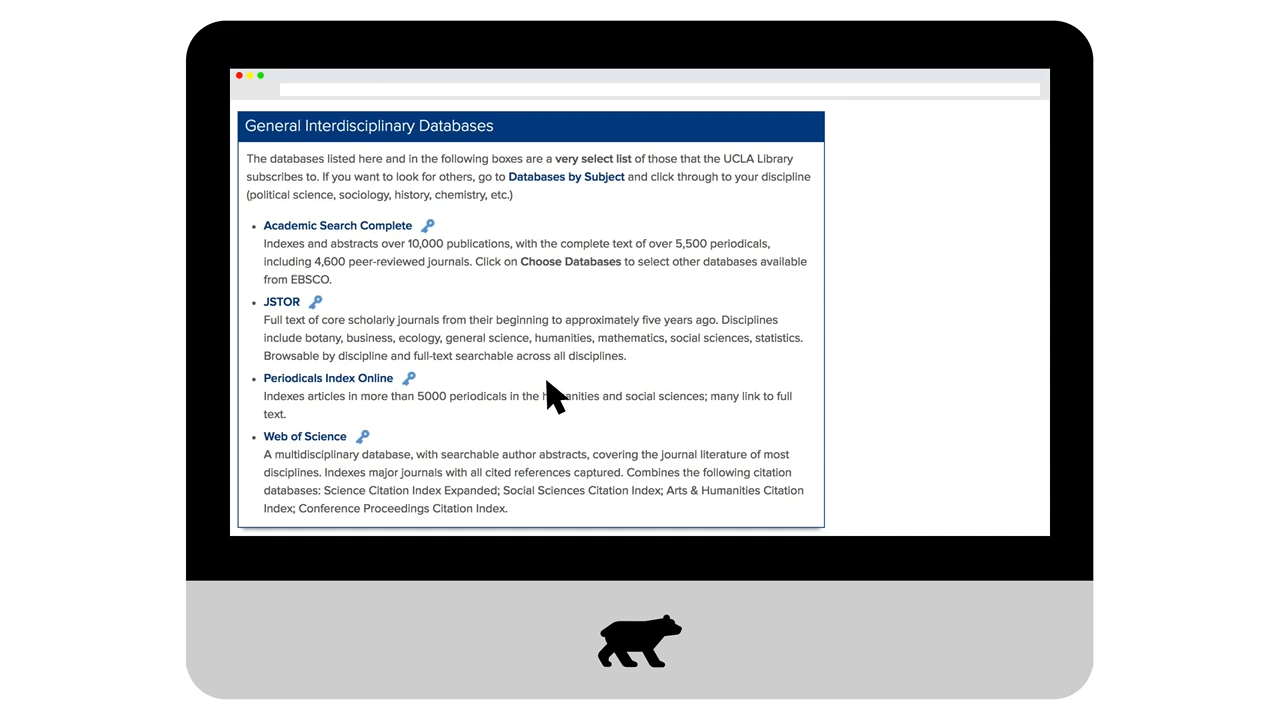 General Interdisciplinary Databases
The databases listed here and in the following boxes are a very select list of those that the UCLA Library
subscribes to. If you want to look for others, go to Databases by Subject and click through to your discipline
(political science, sociology, history, chemistry, etc.)
• Academic Search Complete
Indexes and abstracts over 10,000 publications, with the complete text of over 5,500 periodicals,
including 4,600 peer-reviewed journals. Click on Choose Databases to select other databases available
from EBSCO.
• JSTOR
Full text of core scholarly journals from their beginning to approximately five years ago. Disciplines
include botany, business, ecology, general science, humanities, mathematics, social sciences, statistics.
Browsable by discipline and full-text searchable across all disciplines.
• Periodicals Index Online
Indexes articles in more than 5000 periodicals in the humanities and social sciences; many link to full
text.
• Web of Science
A multidisciplinary database, with searchable author abstracts, covering the journal literature of most
disciplines. Indexes major journals with all cited references captured. Combines the following citation
databases: Science Citation Index Expanded; Social Sciences Citation Index; Arts & Humanities Citation
Index; Conference Proceedings Citation Index.